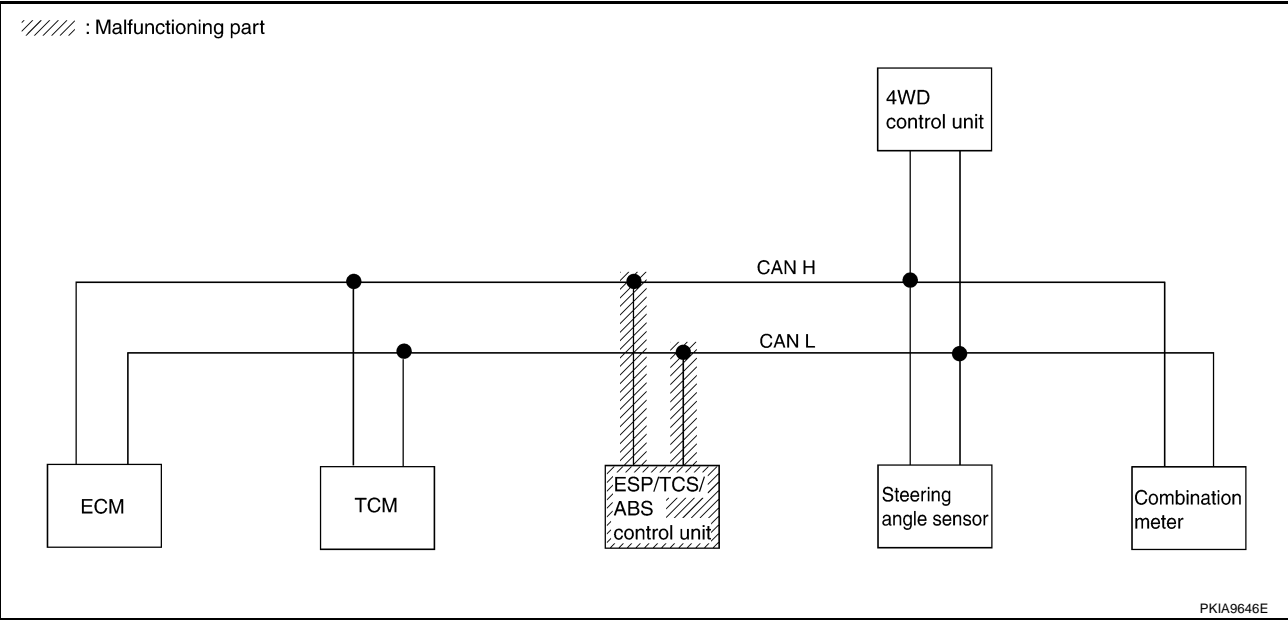 : Malfunctioning part
4WD
control unit
CAN H
CAN L
ECM
TCM
ESP/TCS/
ABS
control unit
Steering
angle sensor
Combination
meter
PKIA9646E